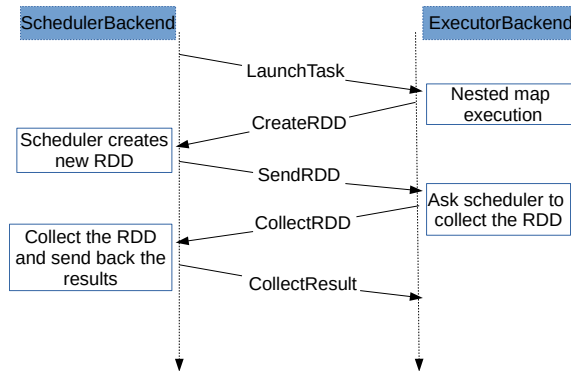 SchedulerBackend
ExecutorBackend
LaunchTask
Nested map
execution
CreateRDD
Scheduler creates
new RDD
SendRDD
Ask scheduler to
collect the RDD
CollectRDD
Collect the RDD
and send back the
results
CollectResult